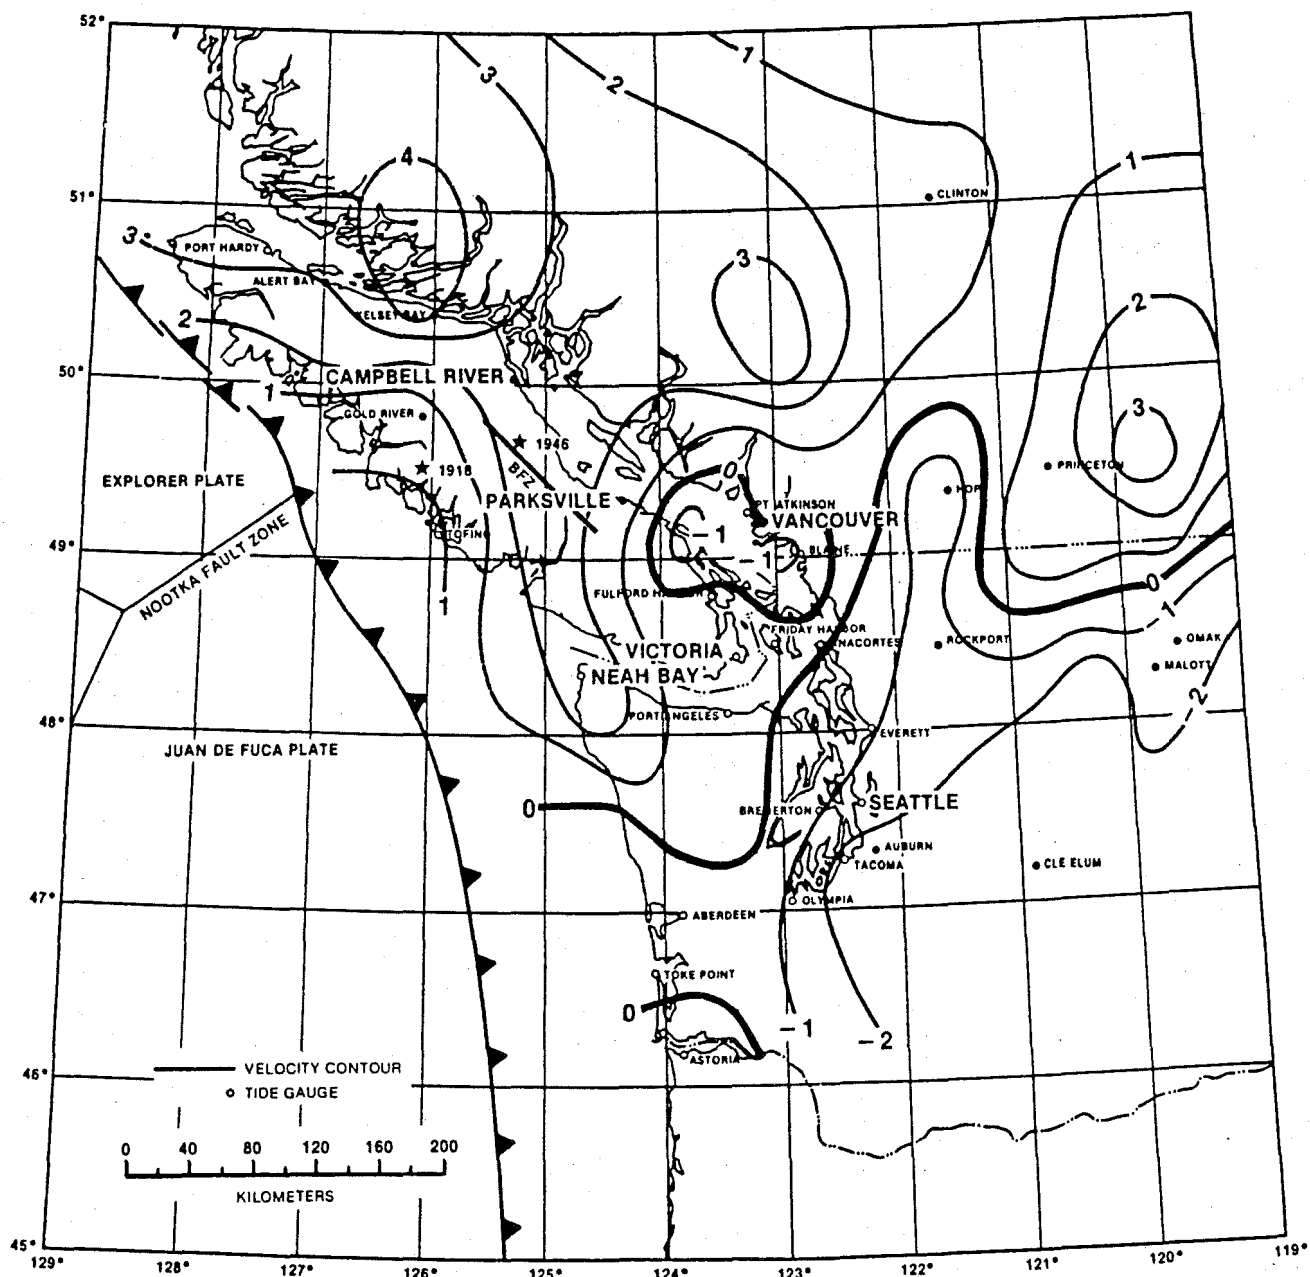 52°
3
2
1
4
1
51°
CLINTON
3
PORT HARDY
3
ALERT BAY
2
2
KELSEY BAY
50°
CAMPBELL RIVER
1
3
GOLD RIVER
1946
1918
BFZ
PRINCETON
0
HOPE
EXPLORER PLATE
PARKSVILLE
PT ATKINSON
VANCOUVER
TOFINO
-1
-1
BLAINE
49°
NOOTKA FAULT ZONE
0
FULFORD HARBOR
1
-1
FRIDAY HARBOR
ANACORTES
ROCKPORT
OMAK
VICTORIA
MALOTT
NEAH BAY
-2
PORT ANGELES
48°
EVERETT
JUAN DE FUCA PLATE
0
BREMERTON
SEATTLE
AUBURN
TACOMA
CLE ELUM
47°
OLYMPIA
ABERDEEN
TOKE POINT
0
-1
-2
ASTORIA
46°
VELOCITY CONTOUR
TIDE GAUGE
0 40 80 120 160 200
KILOMETERS
45°
129° 128° 127° 126° 125° 124° 123° 122° 121° 120° 119°